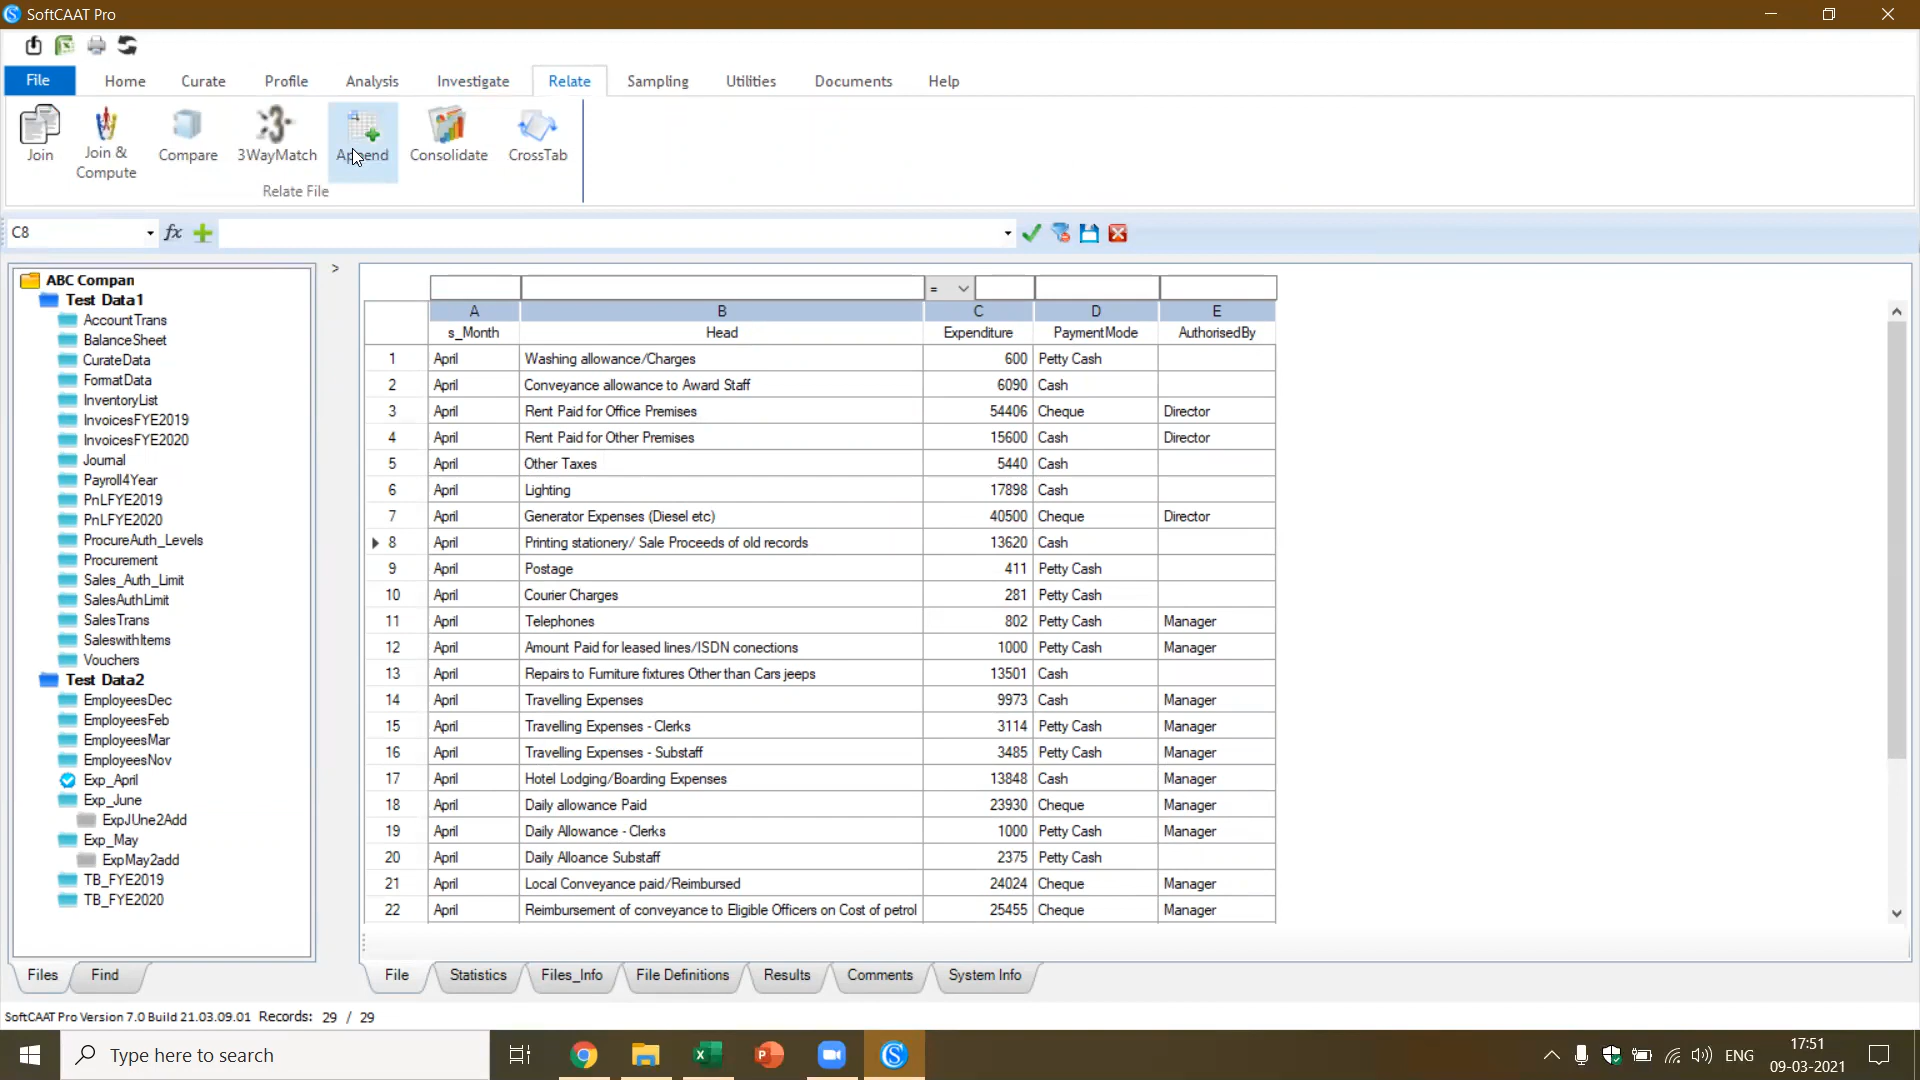 SoftCAAT Pro
File Home Curate Profile Analysis Investigate Relate Sampling Utilities Documents Help
Join Join & Compute Compare 3WayMatch Append Consolidate CrossTab
Relate File
C8 fx
ABC Compan
Test Data1
AccountTrans
BalanceSheet
CurateData
FormatData
InventoryList
InvoicesFYE2019
InvoicesFYE2020
Journal
Payroll4Year
PnLFYE2019
PnLFYE2020
ProcureAuth_Levels
Procurement
Sales_Auth_Limit
SalesAuthLimit
SalesTrans
SaleswithItems
Vouchers
Test Data2
EmployeesDec
EmployeesFeb
EmployeesMar
EmployeesNov
Exp_April
Exp_June
ExpJUne2Add
Exp_May
ExpMay2add
TB_FYE2019
TB_FYE2020
Files Find
=
A B C D E
s_Month Head Expenditure PaymentMode AuthorisedBy
1 April Washing allowance/Charges 600 Petty Cash
2 April Conveyance allowance to Award Staff 6090 Cash
3 April Rent Paid for Office Premises 54406 Cheque Director
4 April Rent Paid for Other Premises 15600 Cash Director
5 April Other Taxes 5440 Cash
6 April Lighting 17898 Cash
7 April Generator Expenses (Diesel etc) 40500 Cheque Director
8 April Printing stationery/ Sale Proceeds of old records 13620 Cash
9 April Postage 411 Petty Cash
10 April Courier Charges 281 Petty Cash
11 April Telephones 802 Petty Cash Manager
12 April Amount Paid for leased lines/ISDN conections 1000 Petty Cash Manager
13 April Repairs to Furniture fixtures Other than Cars jeeps 13501 Cash
14 April Travelling Expenses 9973 Cash Manager
15 April Travelling Expenses - Clerks 3114 Petty Cash Manager
16 April Travelling Expenses - Substaff 3485 Petty Cash Manager
17 April Hotel Lodging/Boarding Expenses 13848 Cash Manager
18 April Daily allowance Paid 23930 Cheque Manager
19 April Daily Allowance - Clerks 1000 Petty Cash Manager
20 April Daily Alloance Substaff 2375 Petty Cash
21 April Local Conveyance paid/Reimbursed 24024 Cheque Manager
22 April Reimbursement of conveyance to Eligible Officers on Cost of petrol 25455 Cheque Manager
File Statistics Files_Info File Definitions Results Comments System Info
SoftCAAT Pro Version 7.0 Build 21.03.09.01 Records: 29 / 29
Type here to search
ENG
17:51
09-03-2021